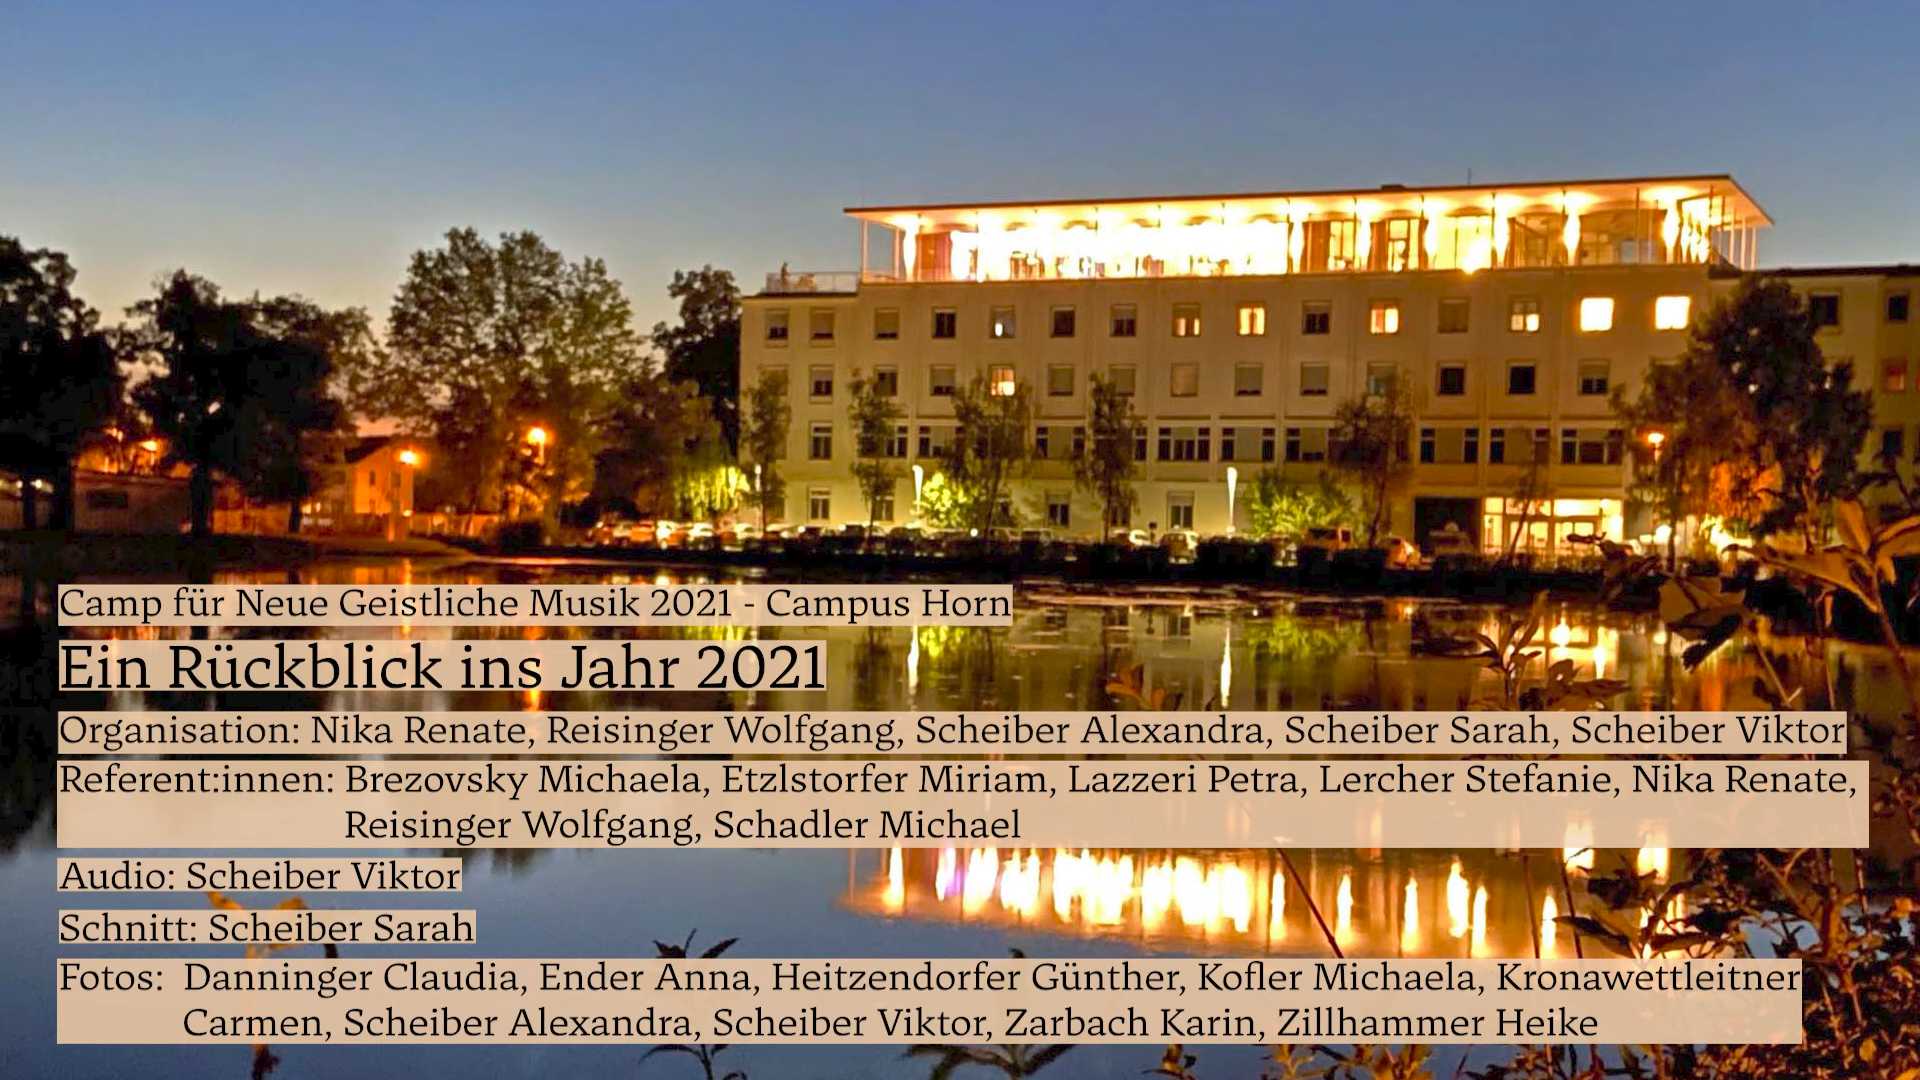 Camp für Neue Geistliche Musik 2021 - Campus Horn
Ein Rückblick ins Jahr 2021
Organisation: Nika Renate, Reisinger Wolfgang, Scheiber Alexandra, Scheiber Sarah, Scheiber Viktor
Referent:innen: Brezovsky Michaela, Etzlstorfer Miriam, Lazzeri Petra, Lercher Stefanie, Nika Renate,
Reisinger Wolfgang, Schadler Michael
Audio: Scheiber Viktor
Schnitt: Scheiber Sarah
Fotos: Danninger Claudia, Ender Anna, Heitzendorfer Günther, Kofler Michaela, Kronawettleitner
Carmen, Scheiber Alexandra, Scheiber Viktor, Zarbach Karin, Zillhammer Heike